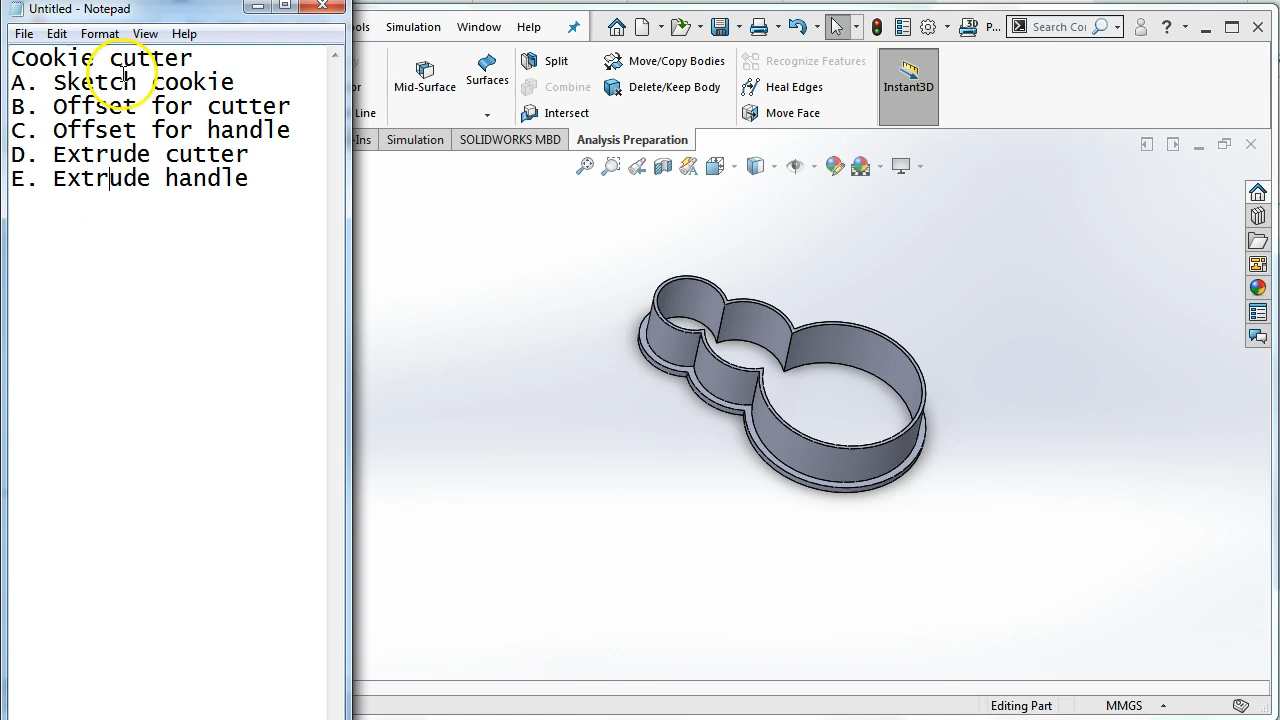 Untitled - Notepad
File Edit Format View Help
Cookie cutter
A. Sketch cookie
B. Offset for cutter
C. Offset for handle
D. Extrude cutter
E. Extrude handle
Simulation Window Help
P...
Search Co
?
Mid-Surface
Surfaces
Split
Combine
Intersect
Move/Copy Bodies
Delete/Keep Body
Recognize Features
Heal Edges
Move Face
Instant3D
Line
Simulation
SOLIDWORKS MBD
Analysis Preparation
Editing Part
MMGS